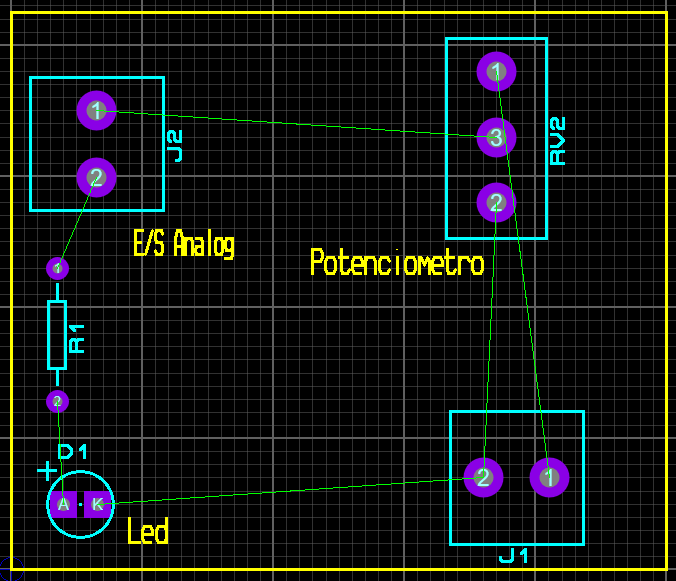 1
1
2
J2
3
RV2
2
E/S Analog
Potenciometro
1
R1
2
D1
+
A
K
Led
2
1
J1